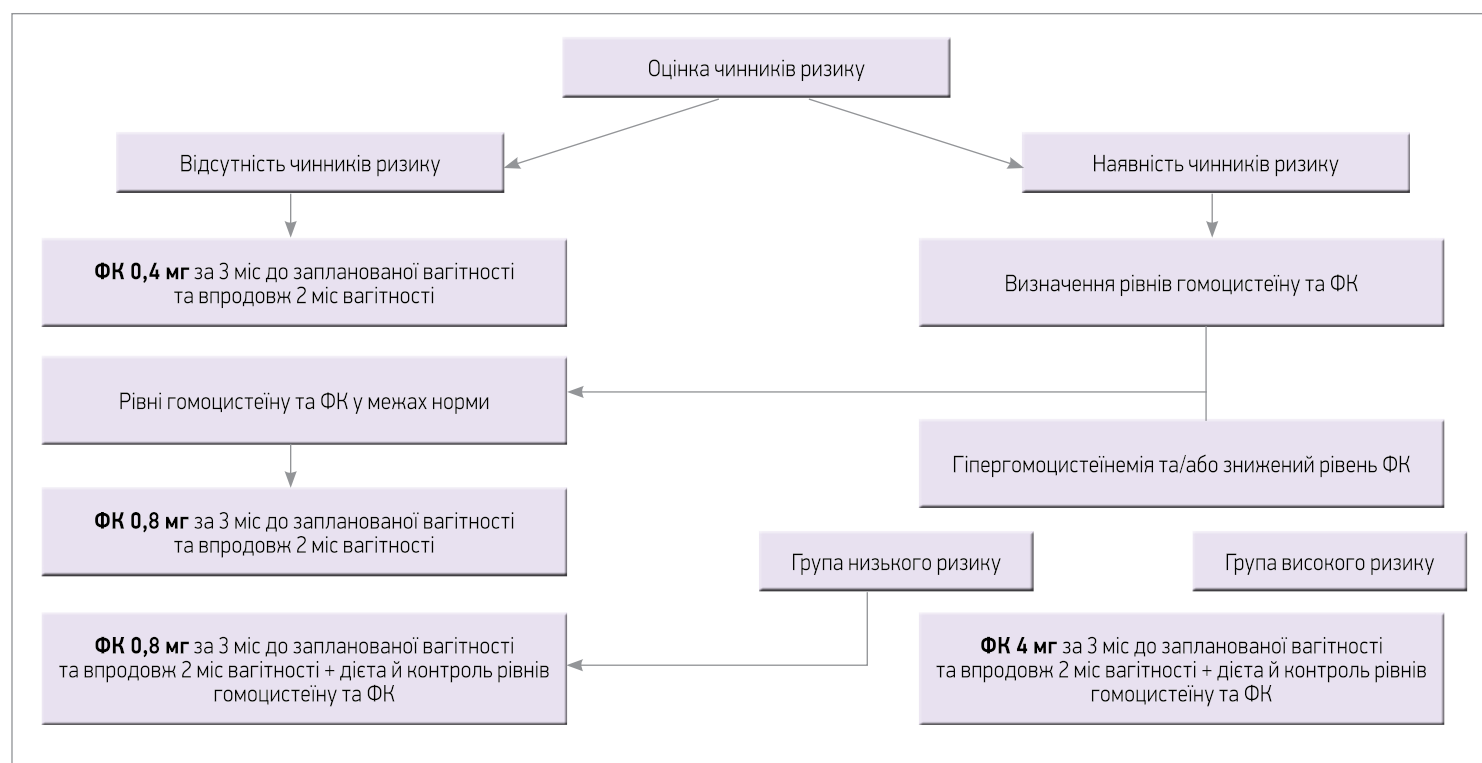 Оцінка чинників ризику
Відсутність чинників ризику
Наявність чинників ризику
ФК 0,4 мг за 3 міс до запланованої вагітності
та впродовж 2 міс вагітності
Визначення рівнів гомоцистеїну та ФК
Рівні гомоцистеїну та ФК у межах норми
Гіпергомоцистеїнемія та/або знижений рівень ФК
ФК 0,8 мг за 3 міс до запланованої вагітності
та впродовж 2 міс вагітності
Група низького ризику
Група високого ризику
ФК 0,8 мг за 3 міс до запланованої вагітності
та впродовж 2 міс вагітності + дієта й контроль рівнів
гомоцистеїну та ФК
ФК 4 мг за 3 міс до запланованої вагітності
та впродовж 2 міс вагітності + дієта й контроль рівнів
гомоцистеїну та ФК